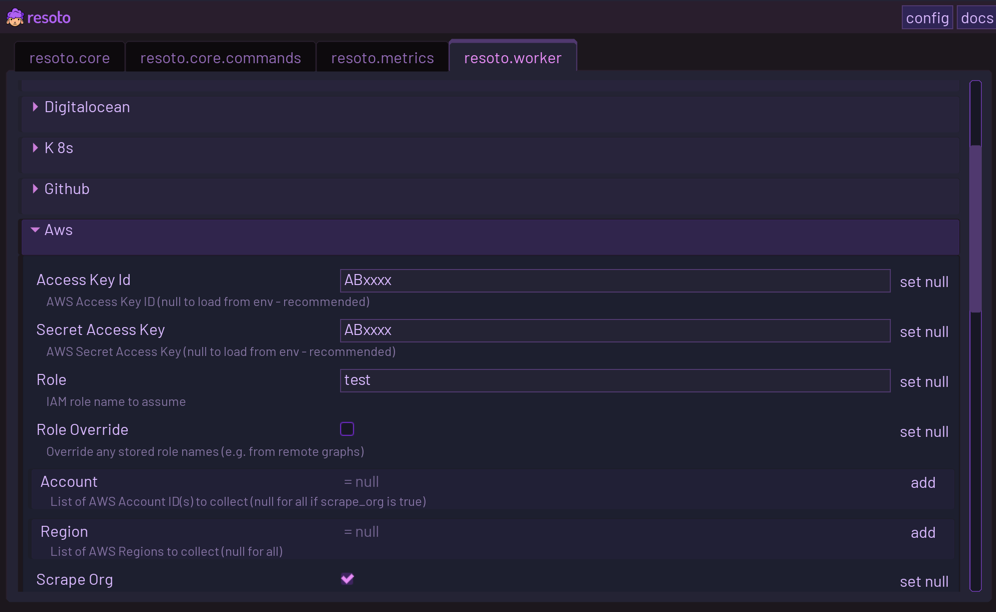 resoto config docs
resoto.core resoto.core.commands resoto.metrics resoto.worker
Digitalocean
K 8s
Github
Aws
Access Key Id ABxxxx set null
AWS Access Key ID (null to load from env - recommended)
Secret Access Key ABxxxx set null
AWS Secret Access Key (null to load from env - recommended)
Role test set null
IAM role name to assume
Role Override set null
Override any stored role names (e.g. from remote graphs)
Account = null add
List of AWS Account ID(s) to collect (null for all if scrape_org is true)
Region = null add
List of AWS Regions to collect (null for all)
Scrape Org set null